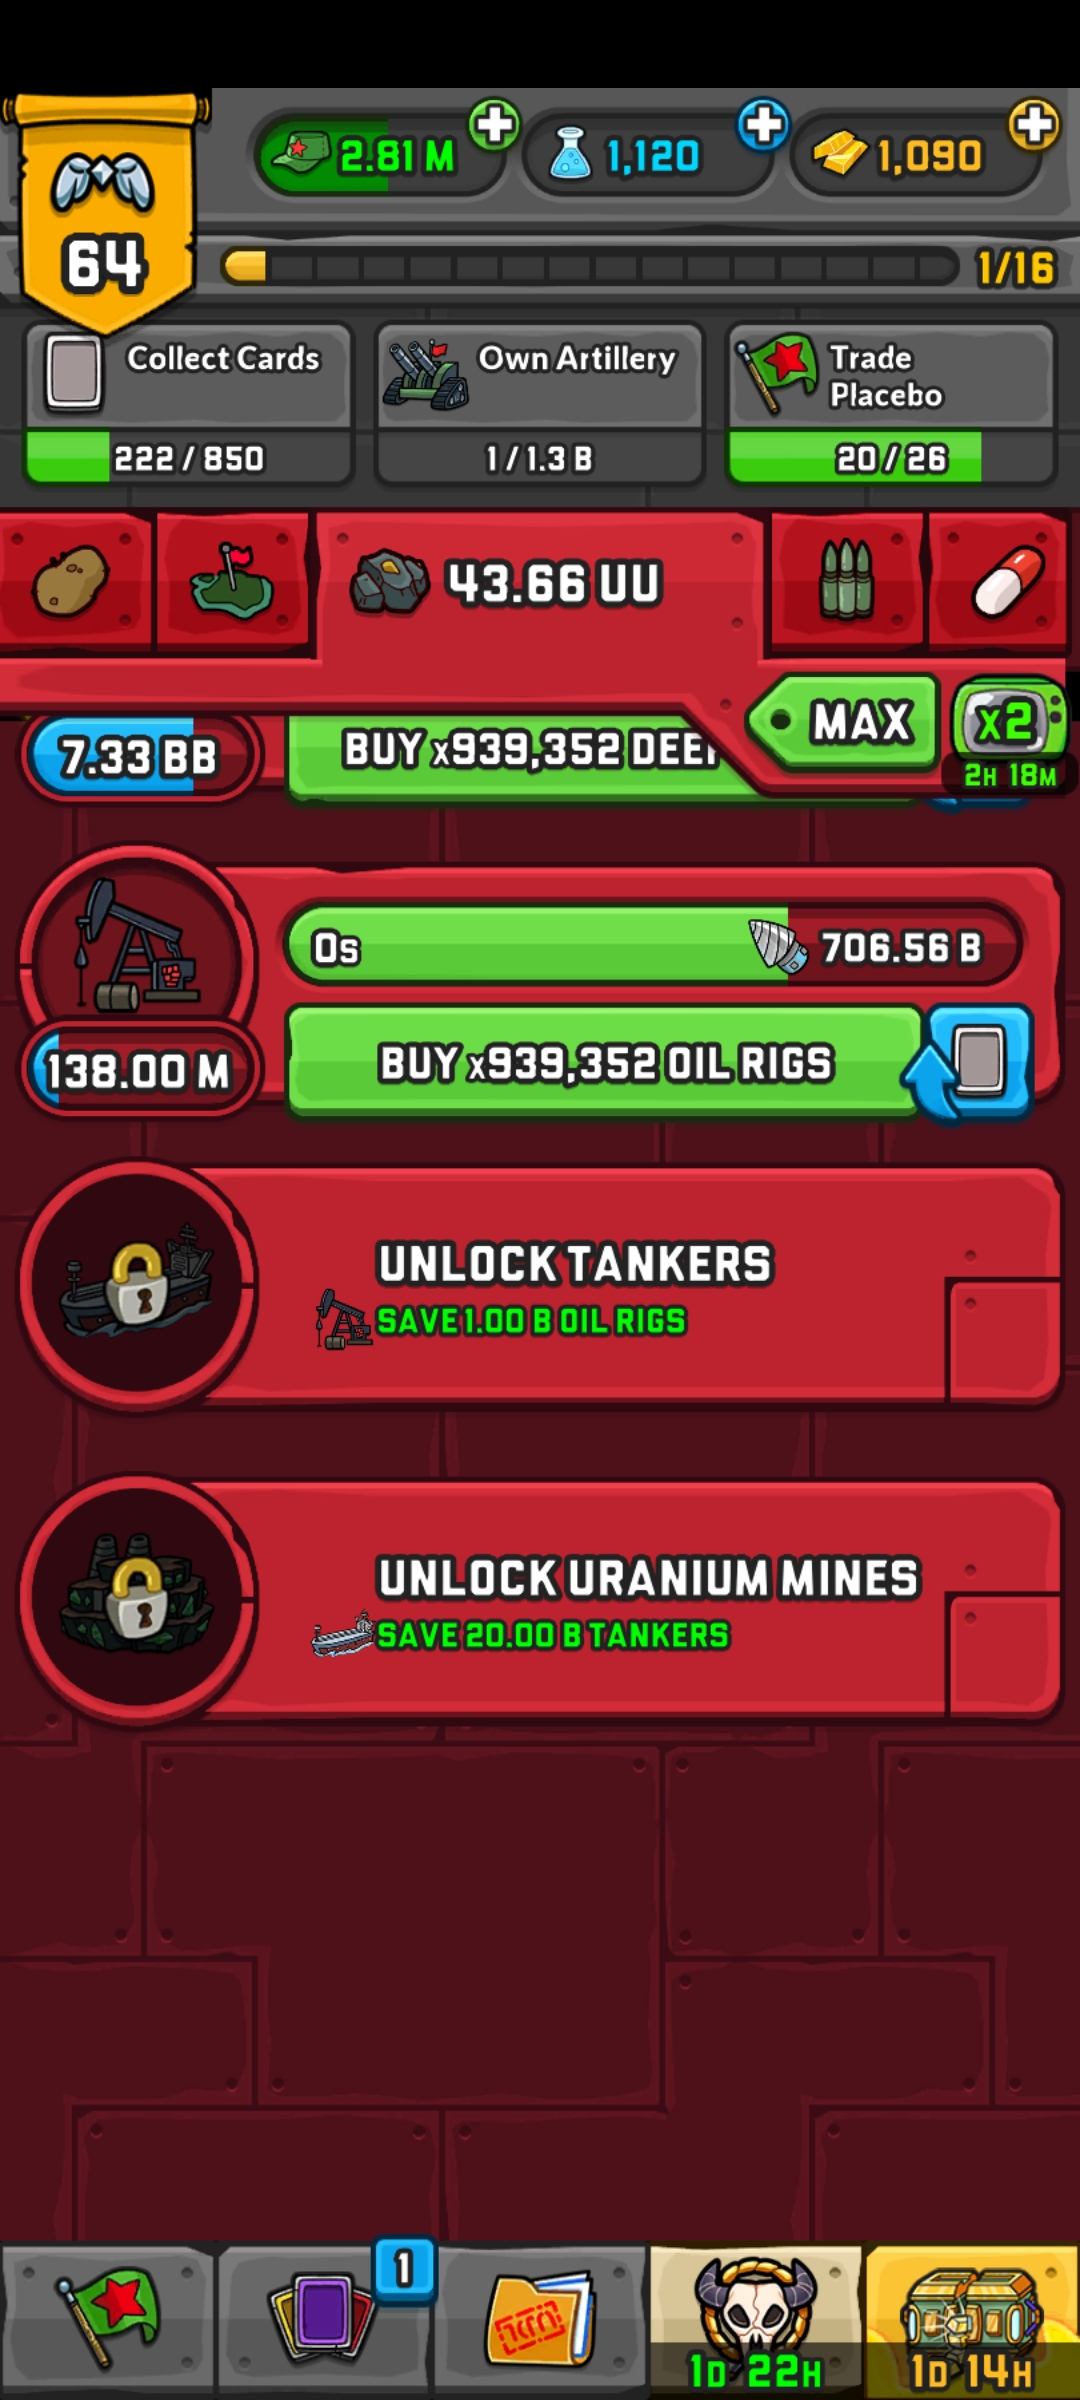 64
2.81 M
1,120
1,090
1/16
Collect Cards
222 / 850
Own Artillery
1 / 1.3 B
Trade
Placebo
20 / 26
43.66 UU
MAX
x2
2H 18M
7.33 BB
BUY x939,352
0s
706.56 B
138.00 M
BUY x939,352 OIL RIGS
UNLOCK TANKERS
SAVE 1.00 B OIL RIGS
UNLOCK URANIUM MINES
SAVE 20.00 B TANKERS
1
1D 22H
1D 14H